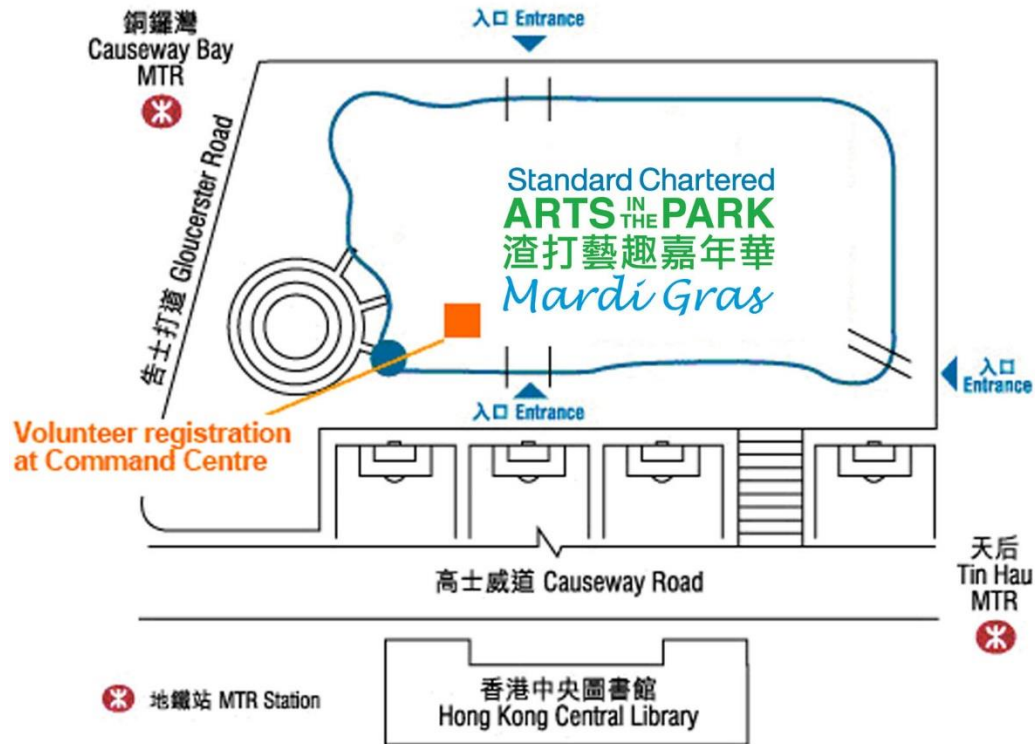 銅鑼灣
Causeway Bay
MTR
入口 Entrance
告士打道 Gloucerster Road
Standard Chartered
ARTS IN THE PARK
渣打藝趣嘉年華
Mardi Gras
入口
Entrance
入口 Entrance
Volunteer registration
at Command Centre
高士威道 Causeway Road
天后
Tin Hau
MTR
地鐵站 MTR Station
香港中央圖書館
Hong Kong Central Library